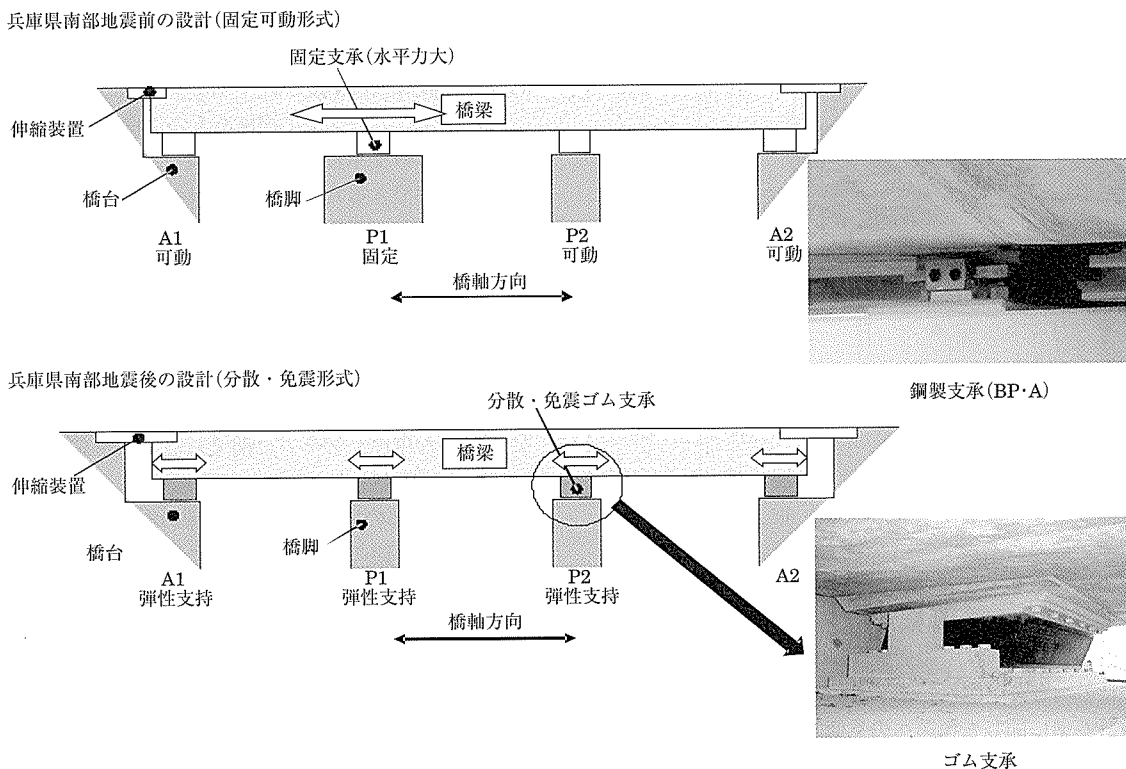 兵庫県南部地震前の設計(固定可動形式)
固定支承(水平力大)
橋梁
伸縮装置
橋台
橋脚
A1
可動
P1
固定
P2
可動
A2
可動
橋軸方向
鋼製支承(BP・A)
兵庫県南部地震後の設計(分散・免震形式)
分散・免震ゴム支承
橋梁
伸縮装置
橋台
橋脚
A1
弾性支持
P1
弾性支持
P2
弾性支持
A2
橋軸方向
ゴム支承